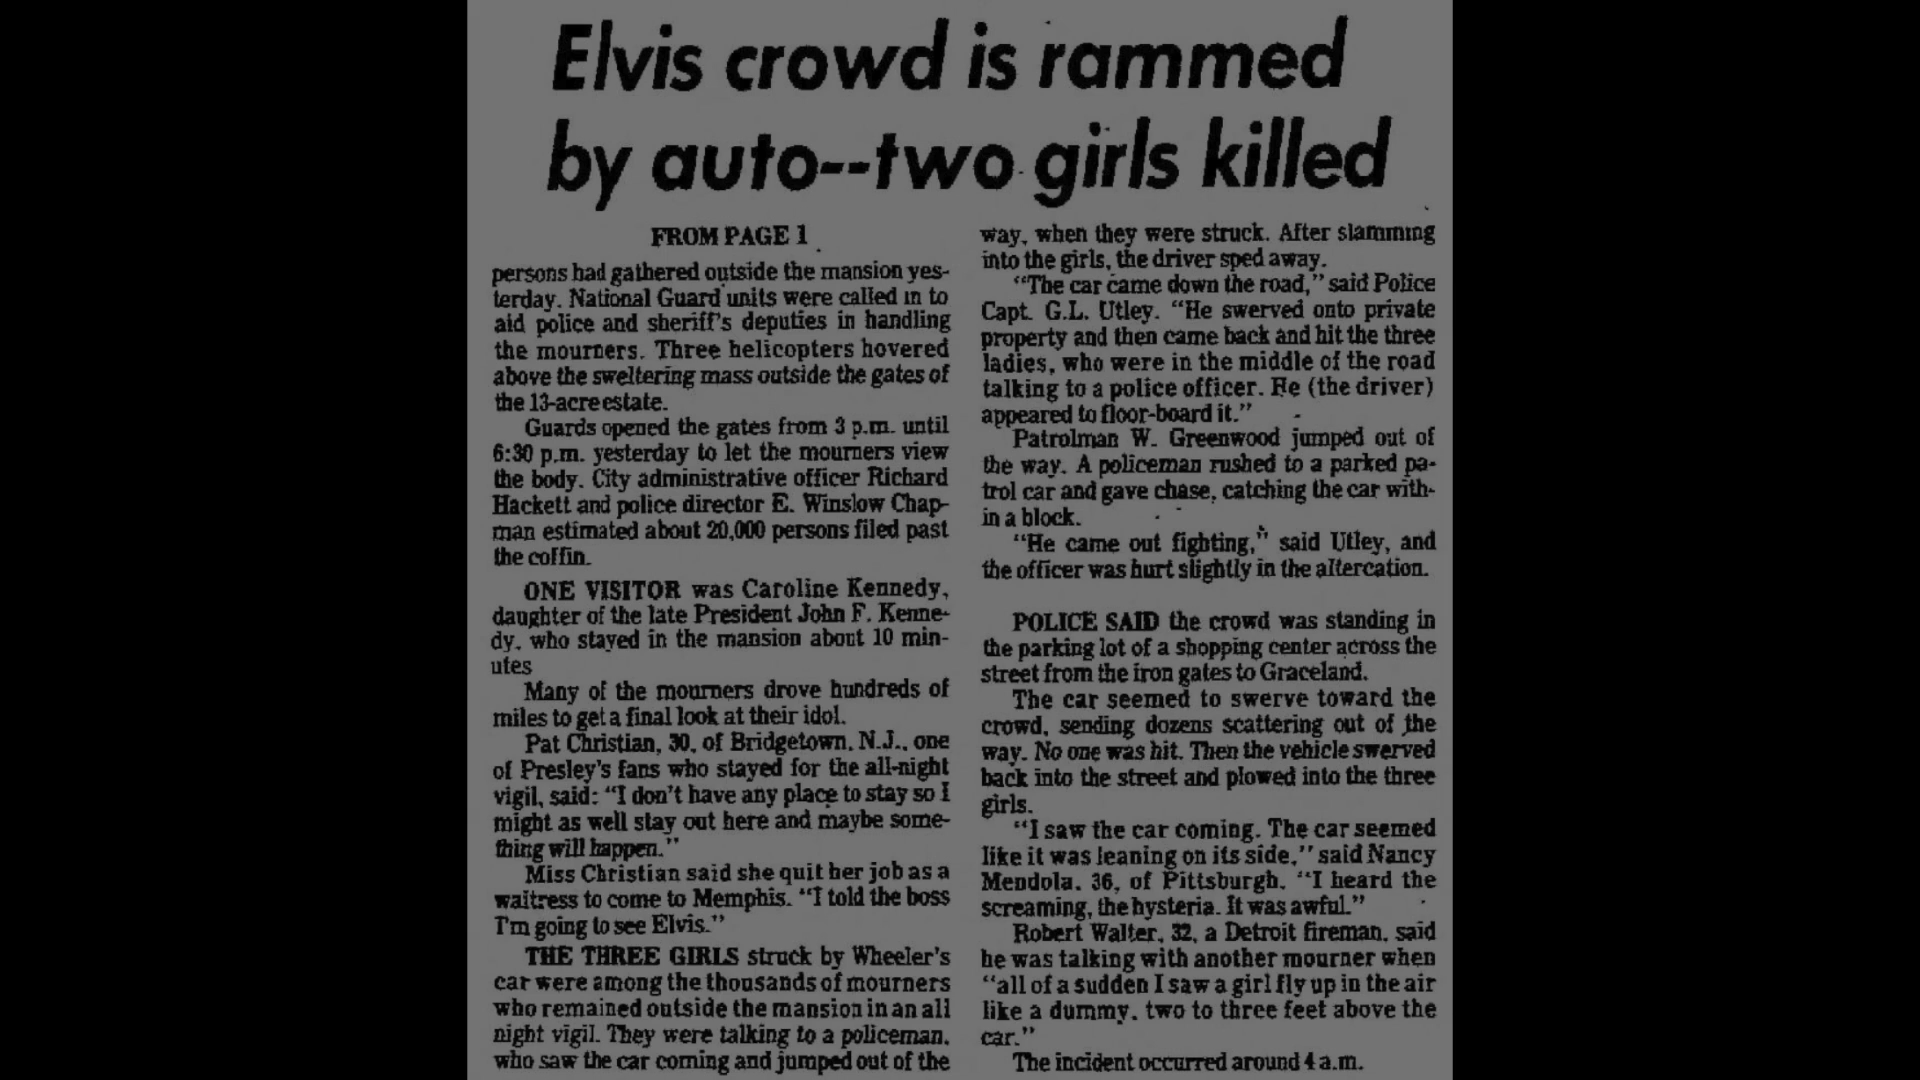 Elvis crowd is rammed
by auto--two girls killed
FROM PAGE 1
persons had gathered outside the mansion yes-
terday. National Guard units were called in to
aid police and sheriff's deputies in handling
the mourners. Three helicopters hovered
above the sweltering mass outside the gates of
the 13-acre estate.
Guards opened the gates from 3 p.m. until
6:30 p.m. yesterday to let the mourners view
the body. City administrative officer Richard
Hackett and police director E. Winslow Chap-
man estimated about 20,000 persons filed past
the coffin.
ONE VISITOR was Caroline Kennedy,
daughter of the late President John F. Kenne-
dy, who stayed in the mansion about 10 min-
utes
Many of the mourners drove hundreds of
miles to get a final look at their idol.
Pat Christian, 30, of Bridgetown, N.J., one
of Presley's fans who stayed for the all-night
vigil, said: "I don't have any place to stay so I
might as well stay out here and maybe some-
thing will happen."
Miss Christian said she quit her job as a
waitress to come to Memphis. "I told the boss
I'm going to see Elvis."
THE THREE GIRLS struck by Wheeler's
car were among the thousands of mourners
who remained outside the mansion in an all
night vigil. They were talking to a policeman,
who saw the car coming and jumped out of the
way, when they were struck. After slamming
into the girls, the driver sped away.
"The car came down the road," said Police
Capt. G.L. Utley. "He swerved onto private
property and then came back and hit the three
ladies, who were in the middle of the road
talking to a police officer. He (the driver)
appeared to floor-board it."
Patrolman W. Greenwood jumped out of
the way. A policeman rushed to a parked pa-
trol car and gave chase, catching the car with-
in a block.
"He came out fighting," said Utley, and
the officer was hurt slightly in the altercation.
POLICE SAID the crowd was standing in
the parking lot of a shopping center across the
street from the iron gates to Graceland.
The car seemed to swerve toward the
crowd, sending dozens scattering out of the
way. No one was hit. Then the vehicle swerved
back into the street and plowed into the three
girls.
"I saw the car coming. The car seemed
like it was leaning on its side," said Nancy
Mendola, 36, of Pittsburgh. "I heard the
screaming, the hysteria. It was awful."
Robert Walter, 32, a Detroit fireman, said
he was talking with another mourner when
"all of a sudden I saw a girl fly up in the air
like a dummy, two to three feet above the
car."
The incident occurred around 4 a.m.